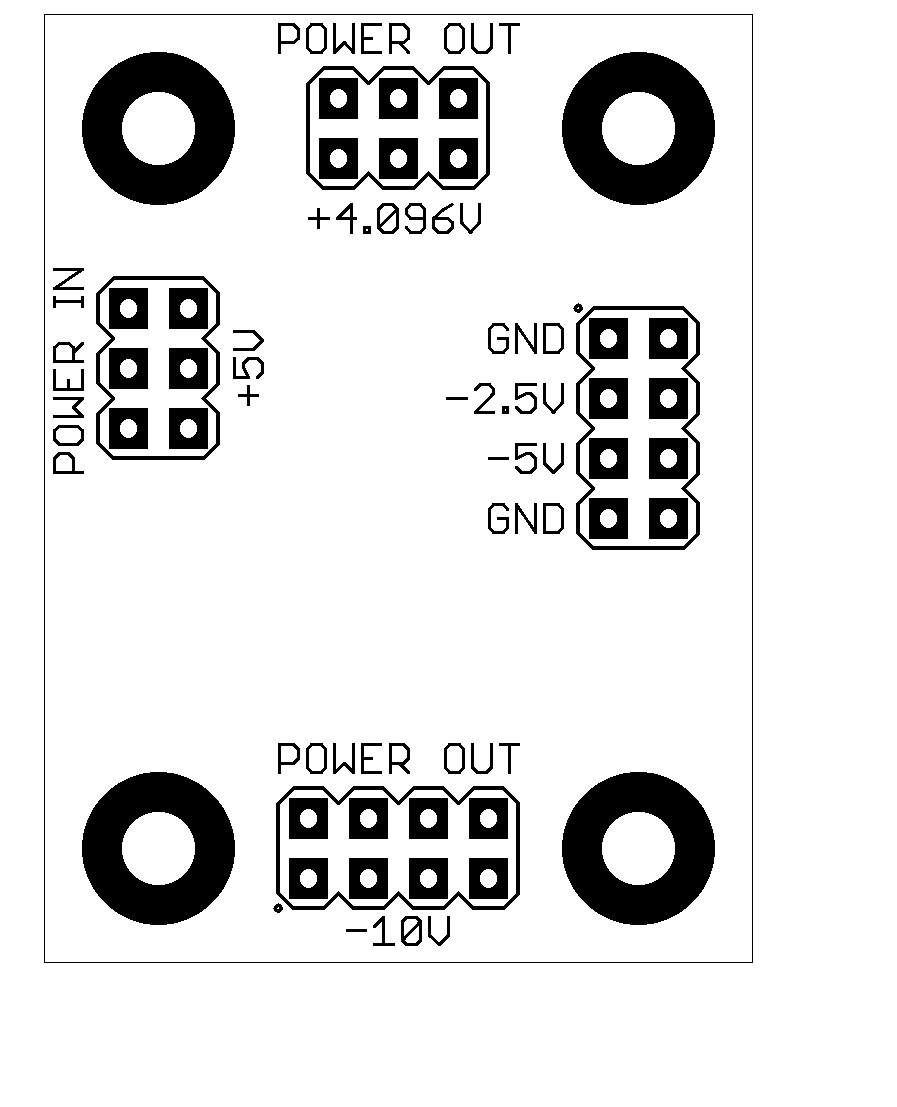 POWER OUT
+4.096V
POWER IN
+5V
GND
-2.5V
-5V
GND
POWER OUT
-10V